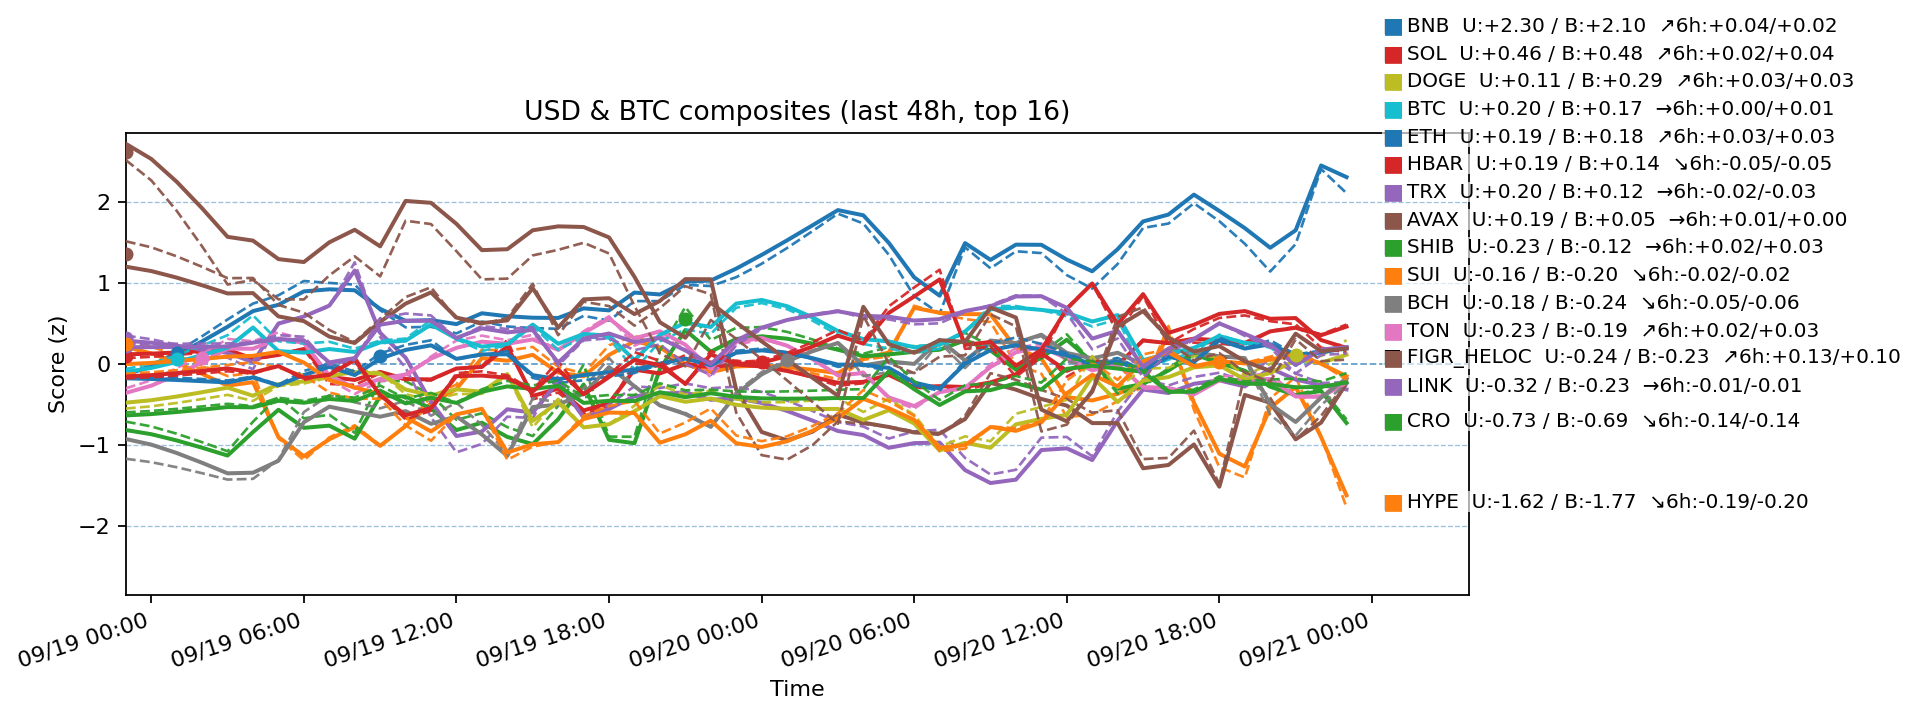 USD & BTC composites (last 48h, top 16)
BNB U:+2.30 / B:+2.10 ↗6h:+0.04/+0.02
SOL U:+0.46 / B:+0.48 ↗6h:+0.02/+0.04
DOGE U:+0.11 / B:+0.29 ↗6h:+0.03/+0.03
BTC U:+0.20 / B:+0.17 →6h:+0.00/+0.01
ETH U:+0.19 / B:+0.18 ↗6h:+0.03/+0.03
HBAR U:+0.19 / B:+0.14 ↘6h:-0.05/-0.05
TRX U:+0.20 / B:+0.12 →6h:-0.02/-0.03
AVAX U:+0.19 / B:+0.05 →6h:+0.01/+0.00
SHIB U:-0.23 / B:-0.12 →6h:+0.02/+0.03
SUI U:-0.16 / B:-0.20 ↘6h:-0.02/-0.02
BCH U:-0.18 / B:-0.24 ↘6h:-0.05/-0.06
TON U:-0.23 / B:-0.19 ↗6h:+0.02/+0.03
FIGR_HELOC U:-0.24 / B:-0.23 ↗6h:+0.13/+0.10
LINK U:-0.32 / B:-0.23 →6h:-0.01/-0.01
CRO U:-0.73 / B:-0.69 ↘6h:-0.14/-0.14
HYPE U:-1.62 / B:-1.77 ↘6h:-0.19/-0.20
Score (z)
2
1
0
−1
−2
09/19 00:00
09/19 06:00
09/19 12:00
09/19 18:00
09/20 00:00
09/20 06:00
09/20 12:00
09/20 18:00
09/21 00:00
Time